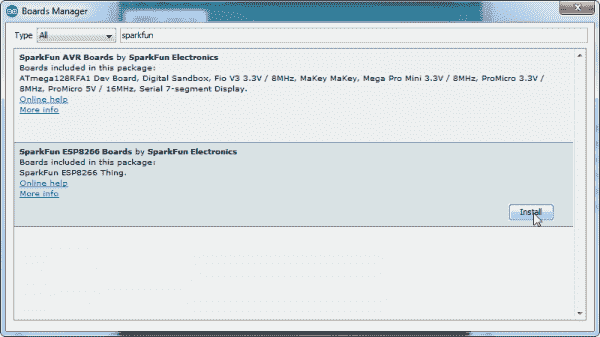 Boards Manager
Type All sparkfun
SparkFun AVR Boards by SparkFun Electronics
Boards included in this package:
ATmega128RFA1 Dev Board, Digital Sandbox, Fio V3 3.3V / 8MHz, MaKey MaKey, Mega Pro Mini 3.3V / 8MHz, ProMicro 3.3V /
8MHz, ProMicro 5V / 16MHz, Serial 7-segment Display.
Online help
More info
SparkFun ESP8266 Boards by SparkFun Electronics
Boards included in this package:
SparkFun ESP8266 Thing.
Online help
More info
Install